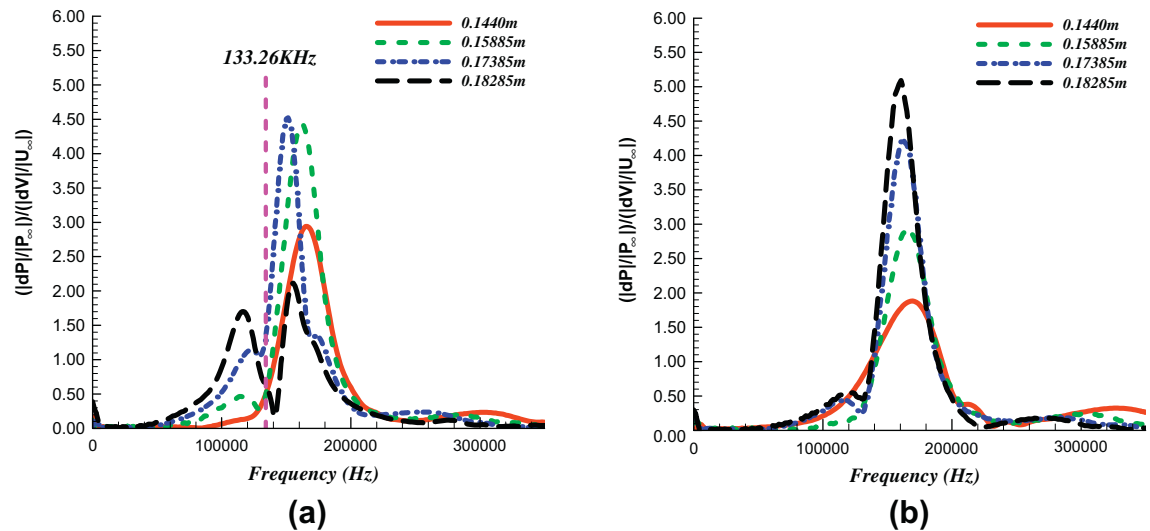 6.00
5.50
5.00
4.50
4.00
3.50
3.00
2.50
2.00
1.50
1.00
0.50
0.00
(|dP|/|P∞|)/(|dV|/|U∞|)
133.26KHz
0.1440m
0.15885m
0.17385m
0.18285m
0 100000 200000 300000
Frequency (Hz)
(a)
6.00
5.50
5.00
4.50
4.00
3.50
3.00
2.50
2.00
1.50
1.00
0.50
0.00
(|dP|/|P∞|)/(|dV|/|U∞|)
0.1440m
0.15885m
0.17385m
0.18285m
0 100000 200000 300000
Frequency (Hz)
(b)